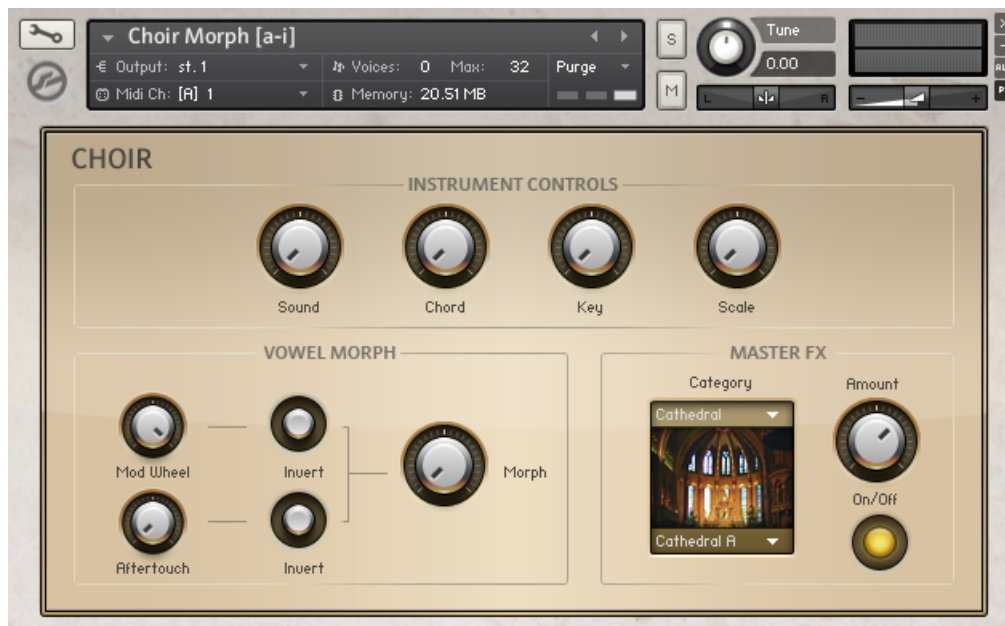 Choir Morph [a-i]
Output: st. 1
Voices: 0 Max: 32
Purge
Midi Ch: [A] 1
Memory: 20.51 MB
S
M
Tune
0.00
L
R
-
+
CHOIR
INSTRUMENT CONTROLS
Sound
Chord
Key
Scale
VOWEL MORPH
Mod Wheel
Invert
Aftertouch
Invert
Morph
MASTER FX
Category
Cathedral
Cathedral A
Amount
On/Off